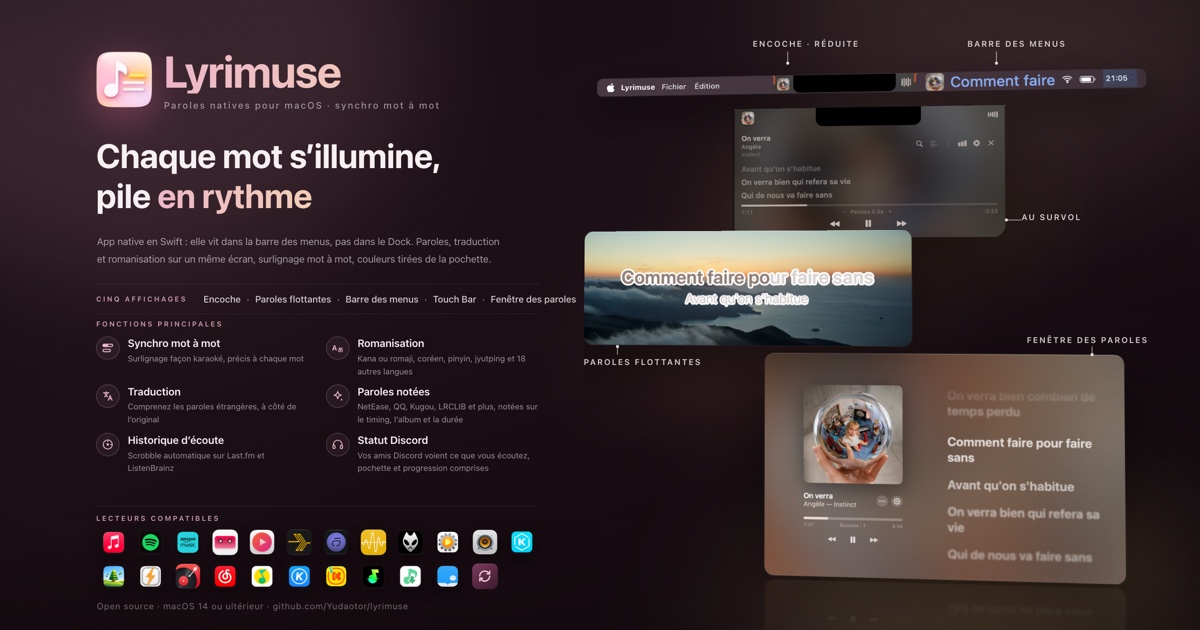 Lyrimuse
Paroles natives pour macOS · synchro mot à mot
Chaque mot s’illumine,
pile en rythme
App native en Swift : elle vit dans la barre des menus, pas dans le Dock. Paroles, traduction
et romanisation sur un même écran, surlignage mot à mot, couleurs tirées de la pochette.
CINQ AFFICHAGES Encoche · Paroles flottantes · Barre des menus · Touch Bar · Fenêtre des paroles
FONCTIONS PRINCIPALES
Synchro mot à mot
Surlignage façon karaoké, précis à chaque mot
Romanisation
Kana ou romaji, coréen, pinyin, jyutping et 18
autres langues
Traduction
Comprenez les paroles étrangères, à côté de
l’original
Paroles notées
NetEase, QQ, Kugou, LRCLIB et plus, notées sur
le timing, l’album et la durée
Historique d’écoute
Scrobble automatique sur Last.fm et
ListenBrainz
Statut Discord
Vos amis Discord voient ce que vous écoutez,
pochette et progression comprises
LECTEURS COMPATIBLES
amazon
music
Open source · macOS 14 ou ultérieur · github.com/Yudaotor/lyrimuse
ENCOCHE · RÉDUITE
BARRE DES MENUS
Lyrimuse Fichier Édition
Comment faire
21:05
On verra
Angèle
Instinct
Avant qu'on s'habitue
On verra bien qui refera sa vie
Qui de nous va faire sans
1:11
Paroles 0.0s
-3:23
AU SURVOL
Comment faire pour faire sans
Avant qu'on s'habitue
PAROLES FLOTTANTES
FENÊTRE DES PAROLES
On verra
Angèle — Instinct
On verra bien combien de
temps perdu
Comment faire pour faire
sans
Avant qu'on s'habitue
On verra bien qui refera sa
vie
Qui de nous va faire sans